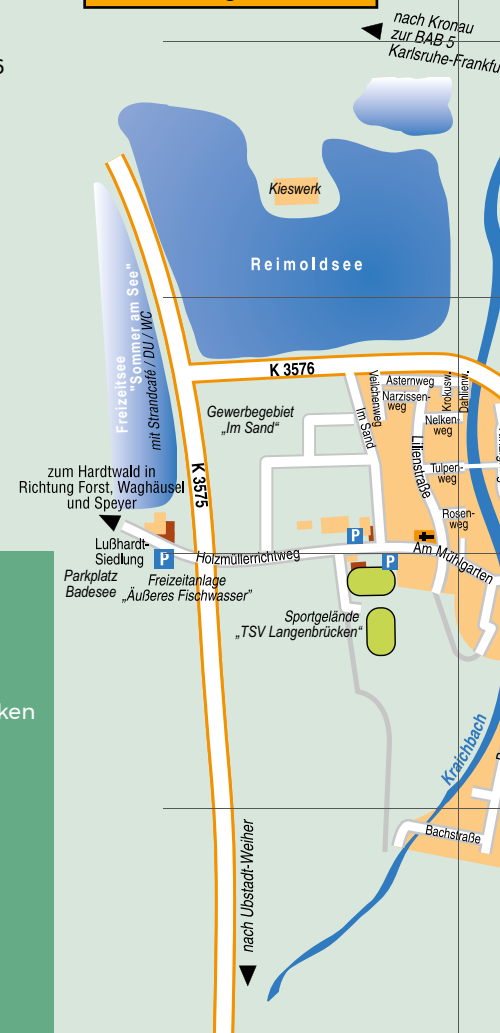 nach Kronau
zur BAB 5
Karlsruhe-Frankfu
6
Kieswerk
Reimoldsee
Freizeitsee
"Sommer am See"
mit Strandcafé / DU / WC
K 3576
K 3575
Gewerbegebiet
„Im Sand“
Veilchenweg
Im Sand
Asternweg
Narzissen-
weg
Krokusw.
Dahlienw.
Nelken-
weg
Lilienstraße
Tulpen-
weg
Rosen-
weg
zum Hardtwald in
Richtung Forst, Waghäusel
und Speyer
Lußhardt-
Siedlung
P
Holzmüllerrichtweg
P
P
Am Mühlgarten
Parkplatz
Badesee
Freizeitanlage
„Äußeres Fischwasser”
Sportgelände
„TSV Langenbrücken“
ken
Kraichbach
Bachstraße
nach Ubstadt-Weiher